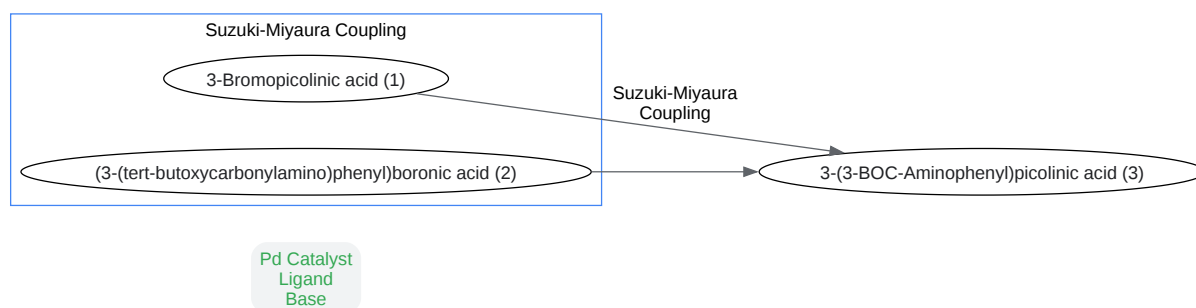 Suzuki-Miyaura Coupling
3-Bromopicolinic acid (1)
Suzuki-Miyaura
Coupling
(3-(tert-butoxycarbonylamino)phenyl)boronic acid (2)
3-(3-BOC-Aminophenyl)picolinic acid (3)
Pd Catalyst
Ligand
Base